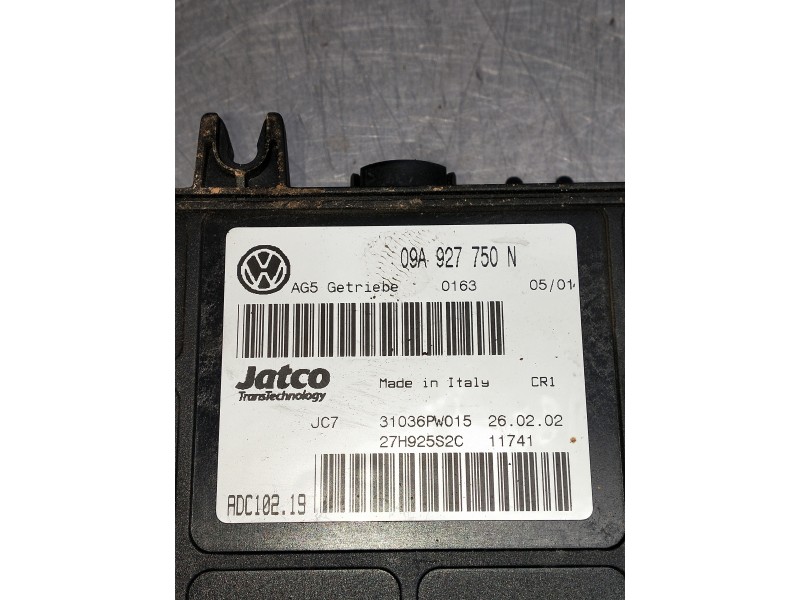 VW
09A 927 750 N
AG5 Getriebe 0163 05/01
Jatco
TransTechnology
Made in Italy CR1
JC7 31036PW015 26.02.02
27H925S2C 11741
ADC102.19